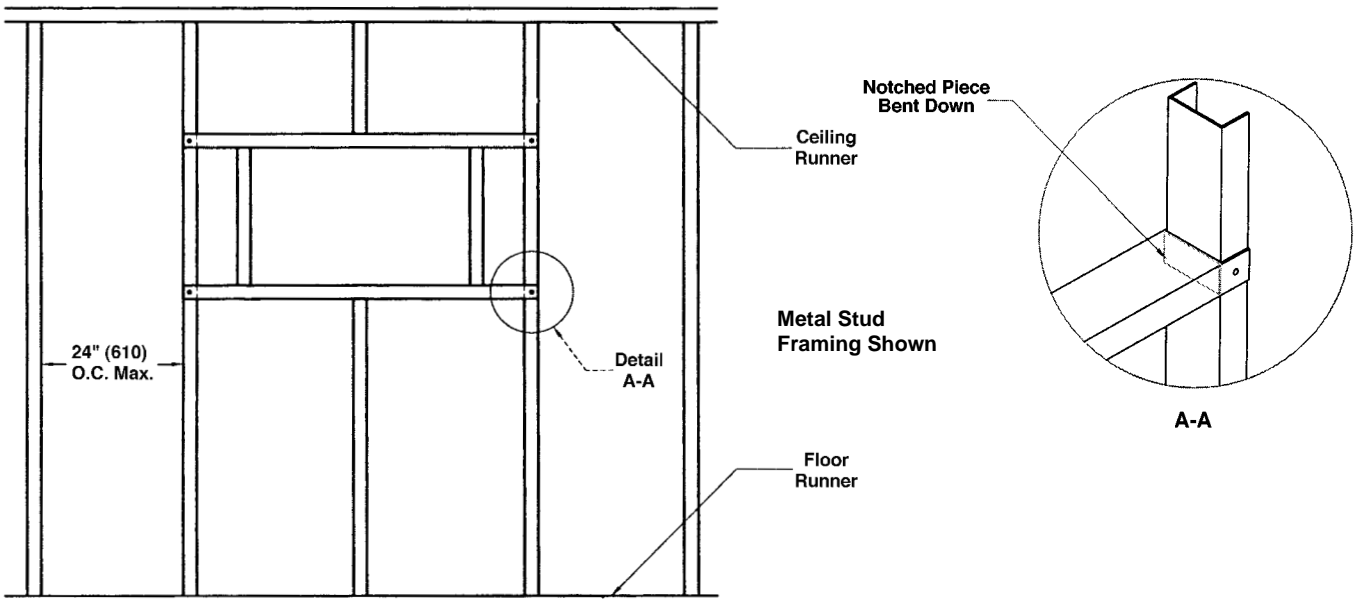 Notched Piece
Bent Down
Ceiling
Runner
Metal Stud
Framing Shown
24" (610)
O.C. Max.
Detail
A-A
A-A
Floor
Runner